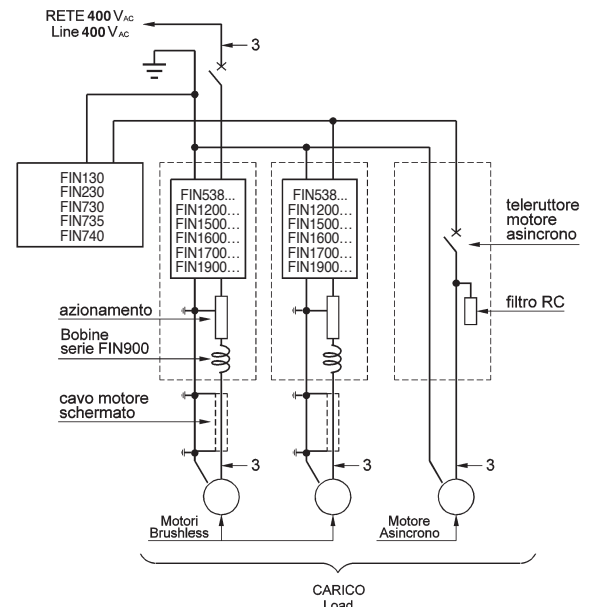 RETE 400 VAC
Line 400 VAC
3
FIN130
FIN230
FIN730
FIN735
FIN740
FIN538...
FIN1200...
FIN1500...
FIN1600...
FIN1700...
FIN1900...
FIN538...
FIN1200...
FIN1500...
FIN1600...
FIN1700...
FIN1900...
teleruttore
motore
asincrono
filtro RC
azionamento
Bobine
serie FIN900
cavo motore
schermato
3
3
3
Motori
Brushless
Motore
Asincrono
CARICO
Load